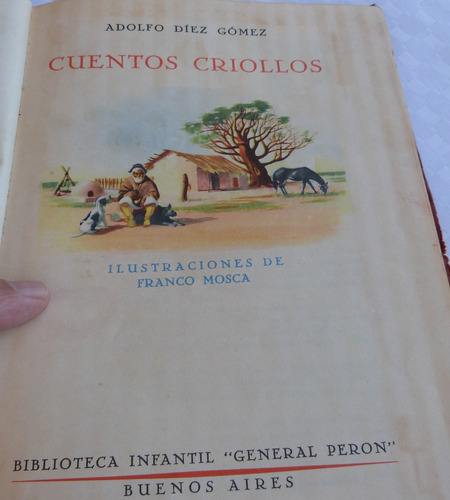 ADOLFO DÍEZ GÓMEZ
CUENTOS CRIOLLOS
ILUSTRACIONES DE
FRANCO MOSCA
BIBLIOTECA INFANTIL "GENERAL PERON"
BUENOS AIRES